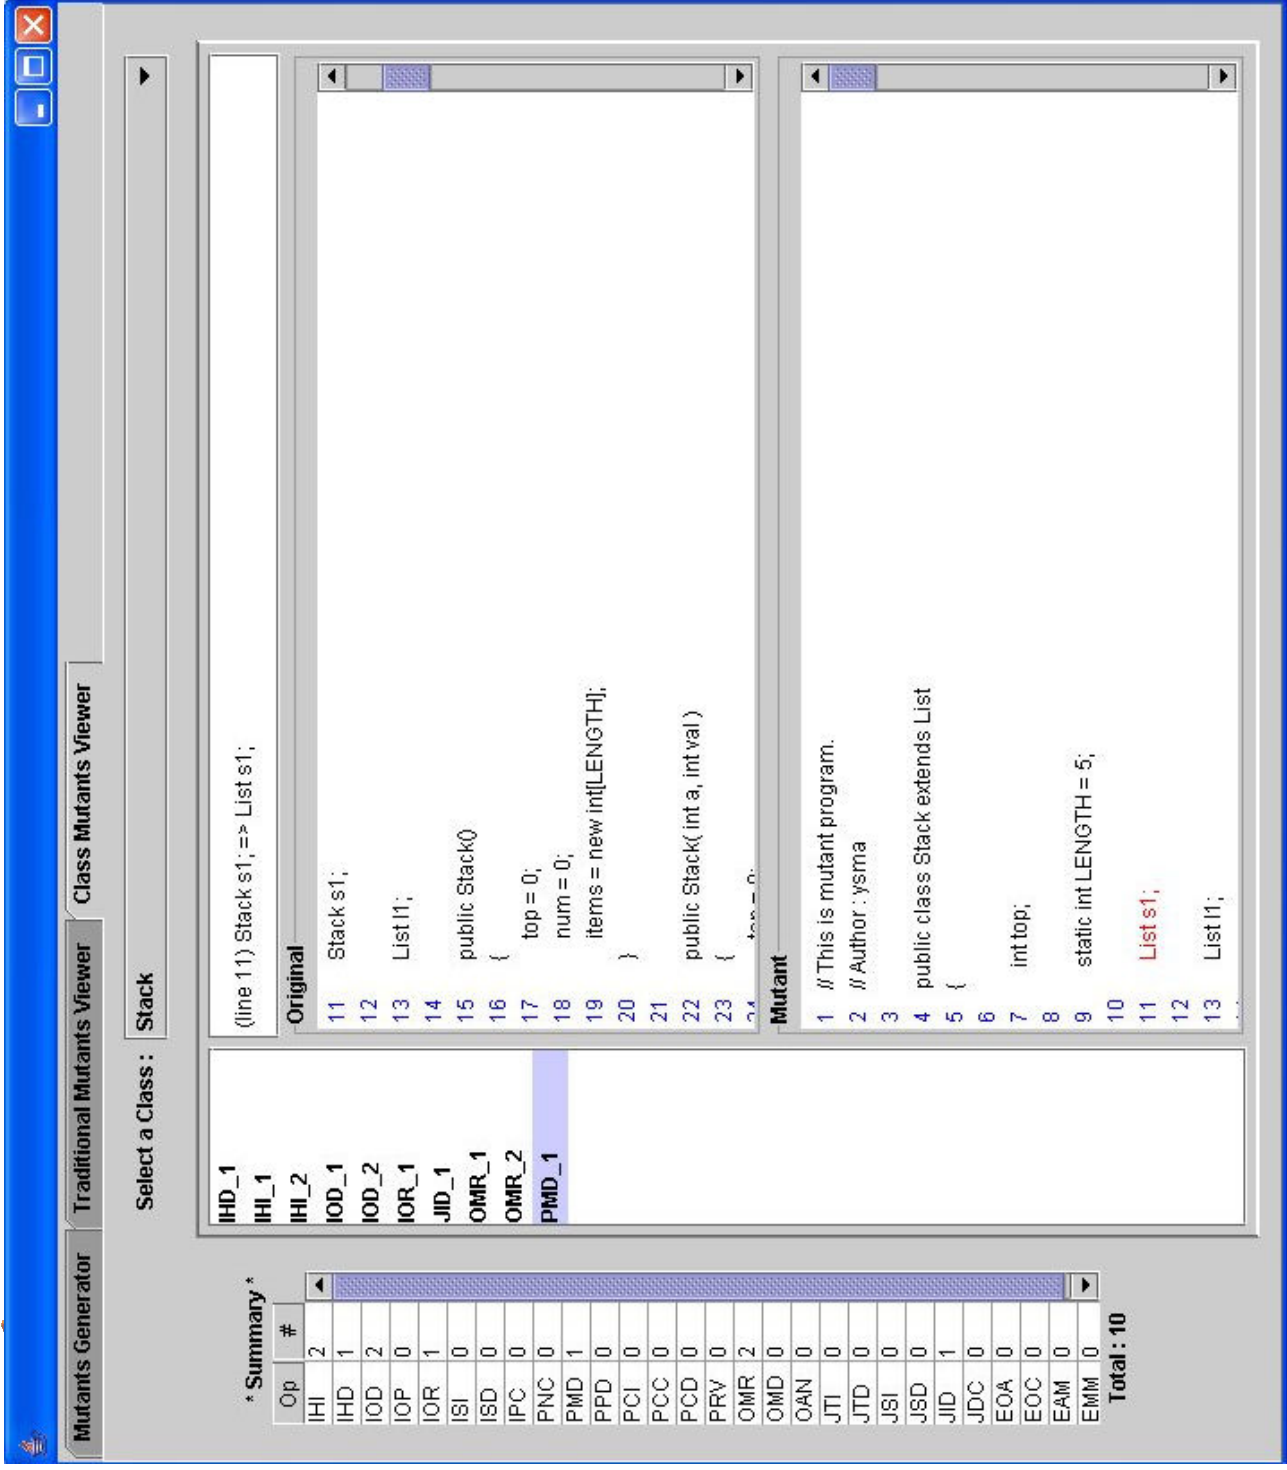 Mutants Generator
Traditional Mutants Viewer
Class Mutants Viewer
Select a Class :
Stack
* Summary *
Op #
IHI 2
IHD 1
IOD 2
IOP 0
IOR 1
ISI 0
ISD 0
IPC 0
PNC 0
PMD 1
PPD 0
PCI 0
PCC 0
PCD 0
PRV 0
OMR 2
OMD 0
OAN 0
JTI 0
JTD 0
JSI 0
JSD 0
JID 1
JDC 0
EOA 0
EOC 0
EAM 0
EMM 0
Total : 10
IHD_1
IHI_1
IHI_2
IOD_1
IOD_2
IOR_1
JID_1
OMR_1
OMR_2
PMD_1
(line 11) Stack s1; => List s1;
Original
11 Stack s1;
12
13 List l1;
14
15 public Stack()
16 {
17 top = 0;
18 num = 0;
19 items = new int[LENGTH];
20 }
21
22 public Stack( int a, int val )
23 {
24 top = 0;
Mutant
1 // This is mutant program.
2 // Author : ysma
3
4 public class Stack extends List
5 {
6
7 int top;
8
9 static int LENGTH = 5;
10
11 List s1;
12
13 List l1;